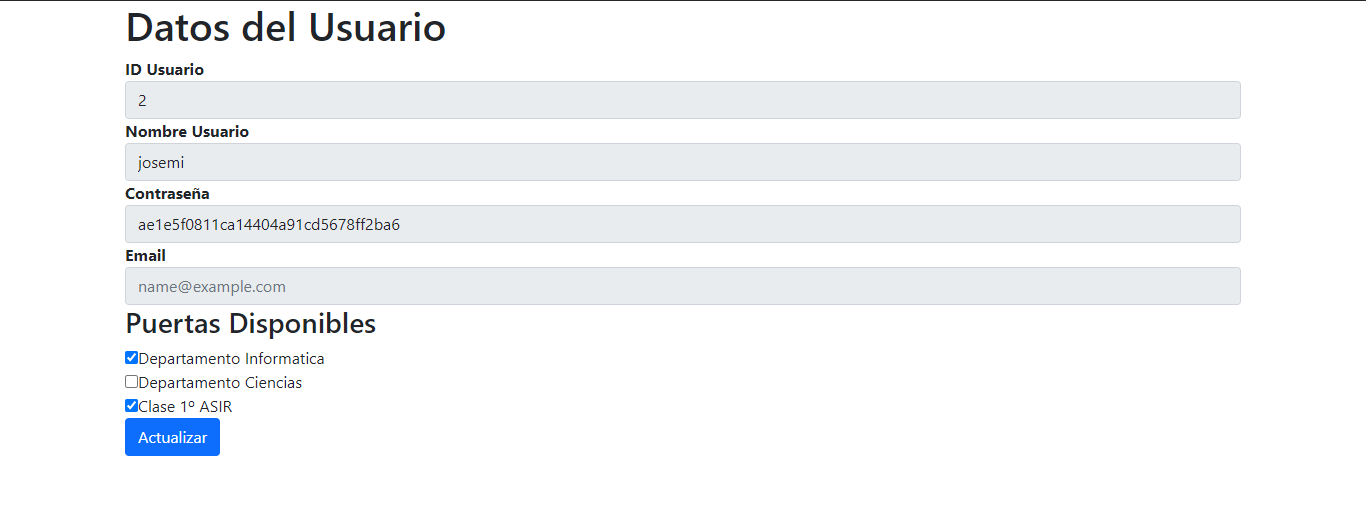 Datos del Usuario
ID Usuario
2
Nombre Usuario
josemi
Contraseña
ae1e5f0811ca14404a91cd5678ff2ba6
Email
name@example.com
Puertas Disponibles
Departamento Informatica
Departamento Ciencias
Clase 1º ASIR
Actualizar